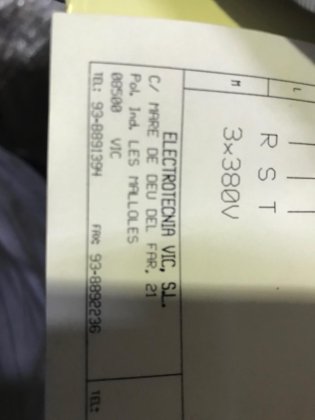 L
M
R S T
3x380V
ELECTROTECNIA VIC, S.L.
C/ MARE DE DEU DEL FAR, 21
Pol. Ind. LES MALLOLES
08500 VIC
TEL: 93-8891394 FAX: 93-8892236
TEL: